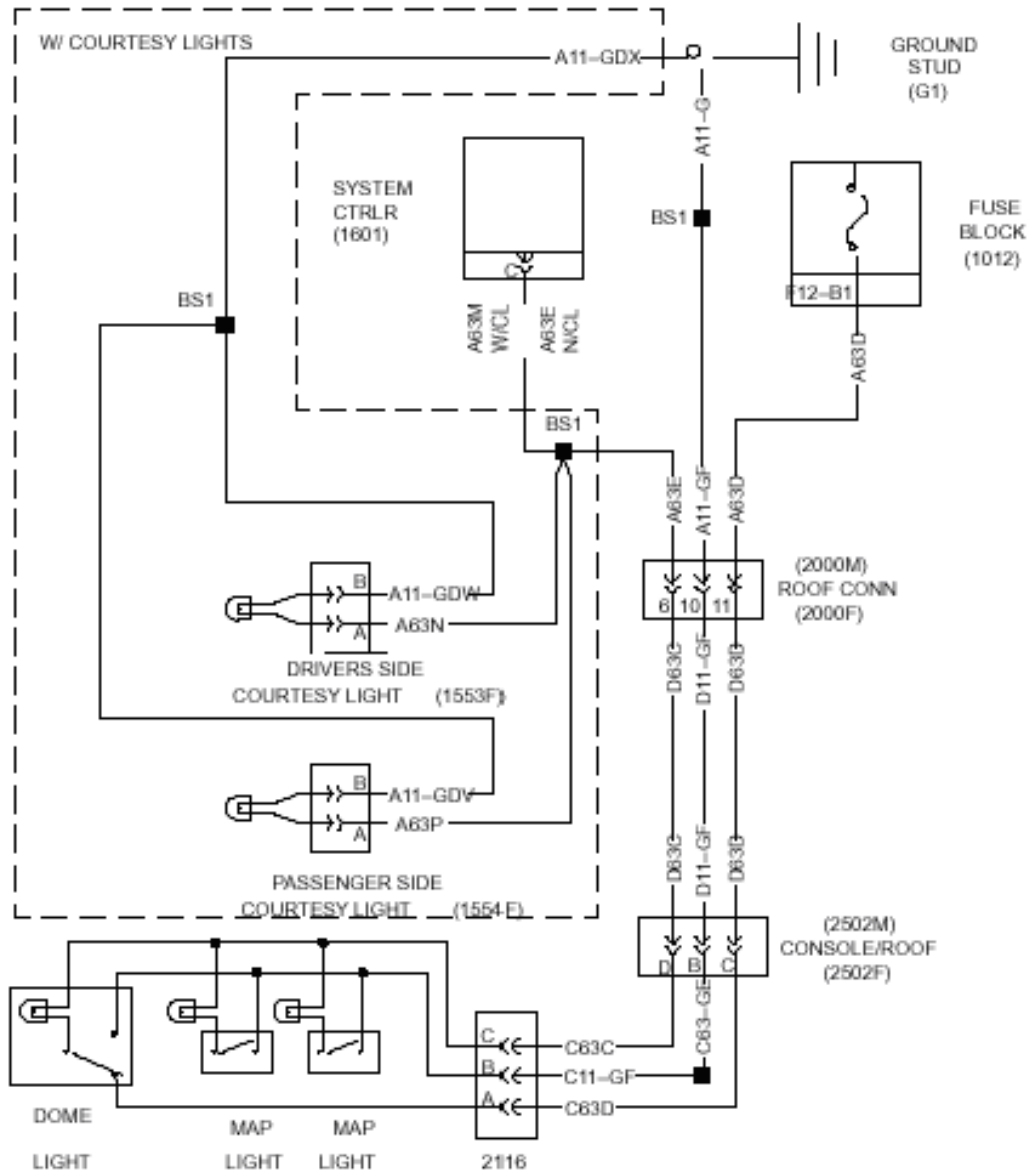 W/ COURTESY LIGHTS
A11–GDX
GROUND
STUD
(G1)
A11–G
SYSTEM
CTRLR
(1601)
C
BS1
FUSE
BLOCK
(1012)
F12–B1
BS1
A63M
W/CL
A63E
N/CL
A63D
BS1
A63E
A11–GF
A63D
(2000M)
ROOF CONN
(2000F)
6 10 11
B
A11–GDW
A
A63N
DRIVERS SIDE
COURTESY LIGHT (1553F)
D63C
D11–GF
D63D
B
A11–GDV
A
A63P
PASSENGER SIDE
COURTESY LIGHT (1554F)
D63C
D11–GF
D63D
(2502M)
CONSOLE/ROOF
(2502F)
D B C
C63–GE
C
C63C
B
C11–GF
A
C63D
DOME
LIGHT
MAP
LIGHT
MAP
LIGHT
2116